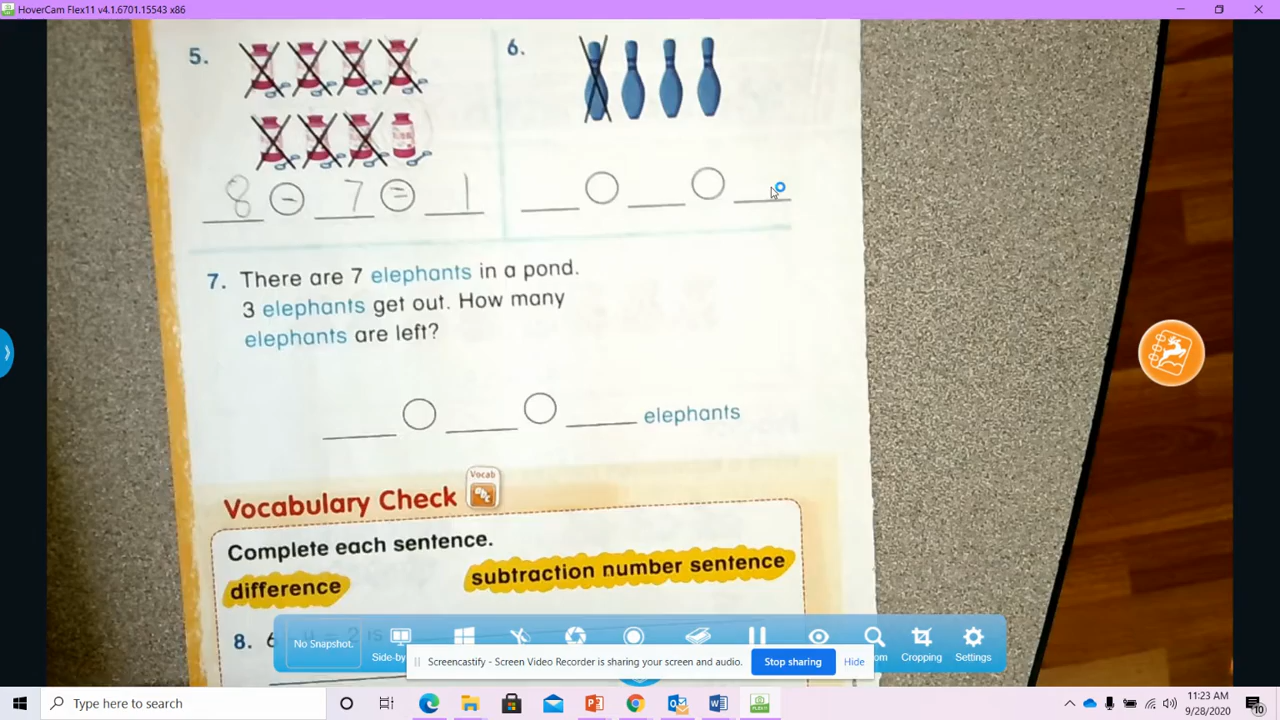 HoverCam Flex11 v4.1.6701.15543 x86
5.
6.
8 - 7 = 1
7. There are 7 elephants in a pond.
3 elephants get out. How many
elephants are left?
elephants
Vocab
Vocabulary Check
Complete each sentence.
difference
subtraction number sentence
8. 6
No Snapshot.
Side-by
Cropping
Settings
Screencastify - Screen Video Recorder is sharing your screen and audio.
Stop sharing
Hide
Type here to search
11:23 AM
9/28/2020
10